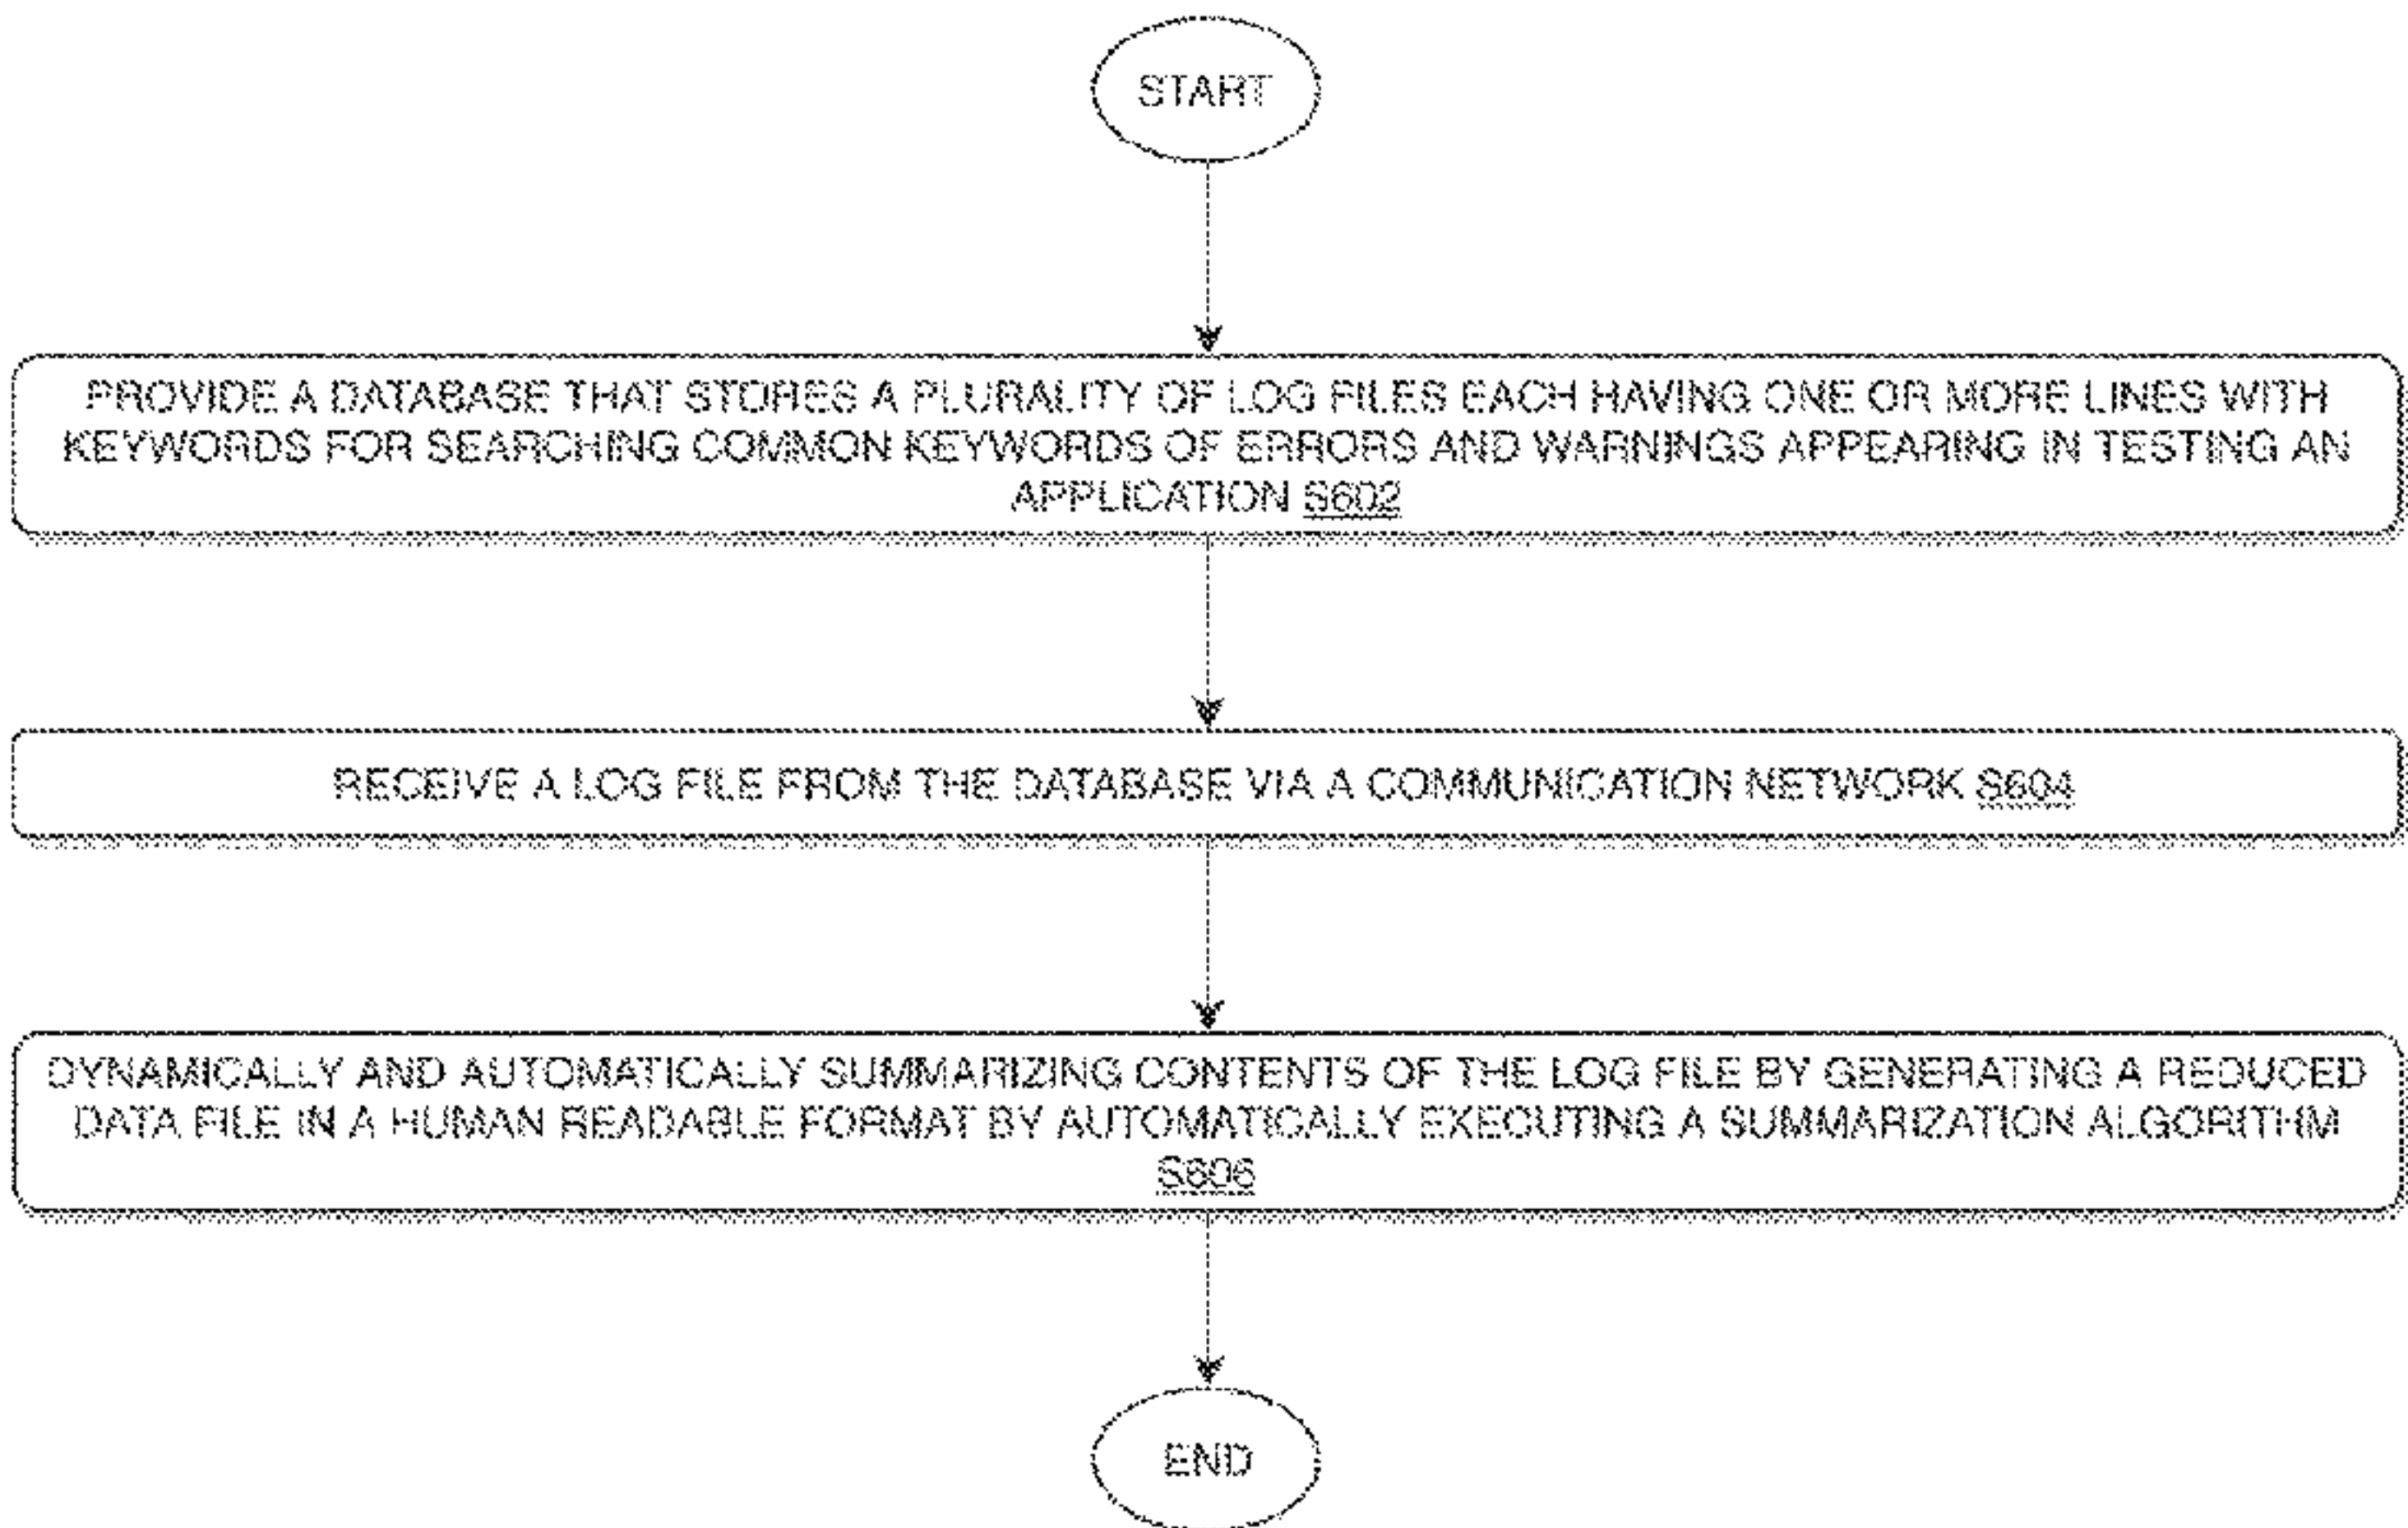 START
PROVIDE A DATABASE THAT STORES A PLURALITY OF LOG FILES EACH HAVING ONE OR MORE LINES WITH
KEYWORDS FOR SEARCHING COMMON KEYWORDS OF ERRORS AND WARNINGS APPEARING IN TESTING AN
APPLICATION S602
RECEIVE A LOG FILE FROM THE DATABASE VIA A COMMUNICATION NETWORK S604
DYNAMICALLY AND AUTOMATICALLY SUMMARIZING CONTENTS OF THE LOG FILE BY GENERATING A REDUCED
DATA FILE IN A HUMAN READABLE FORMAT BY AUTOMATICALLY EXECUTING A SUMMARIZATION ALGORITHM
S606
END